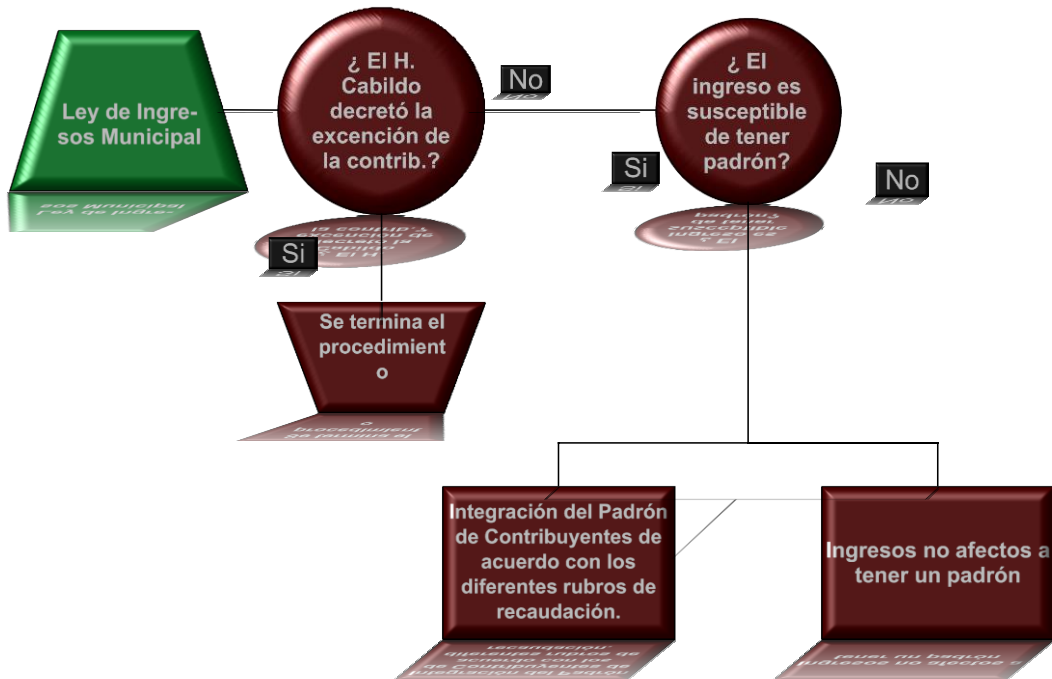 Ley de Ingre-
sos Municipal
¿ El H.
Cabildo
decretó la
excención de
la contrib.?
No
¿ El
ingreso es
susceptible
de tener
padrón?
Si
No
Si
Se termina el
procedimient
o
Integración del Padrón
de Contribuyentes de
acuerdo con los
diferentes rubros de
recaudación.
Ingresos no afectos a
tener un padrón